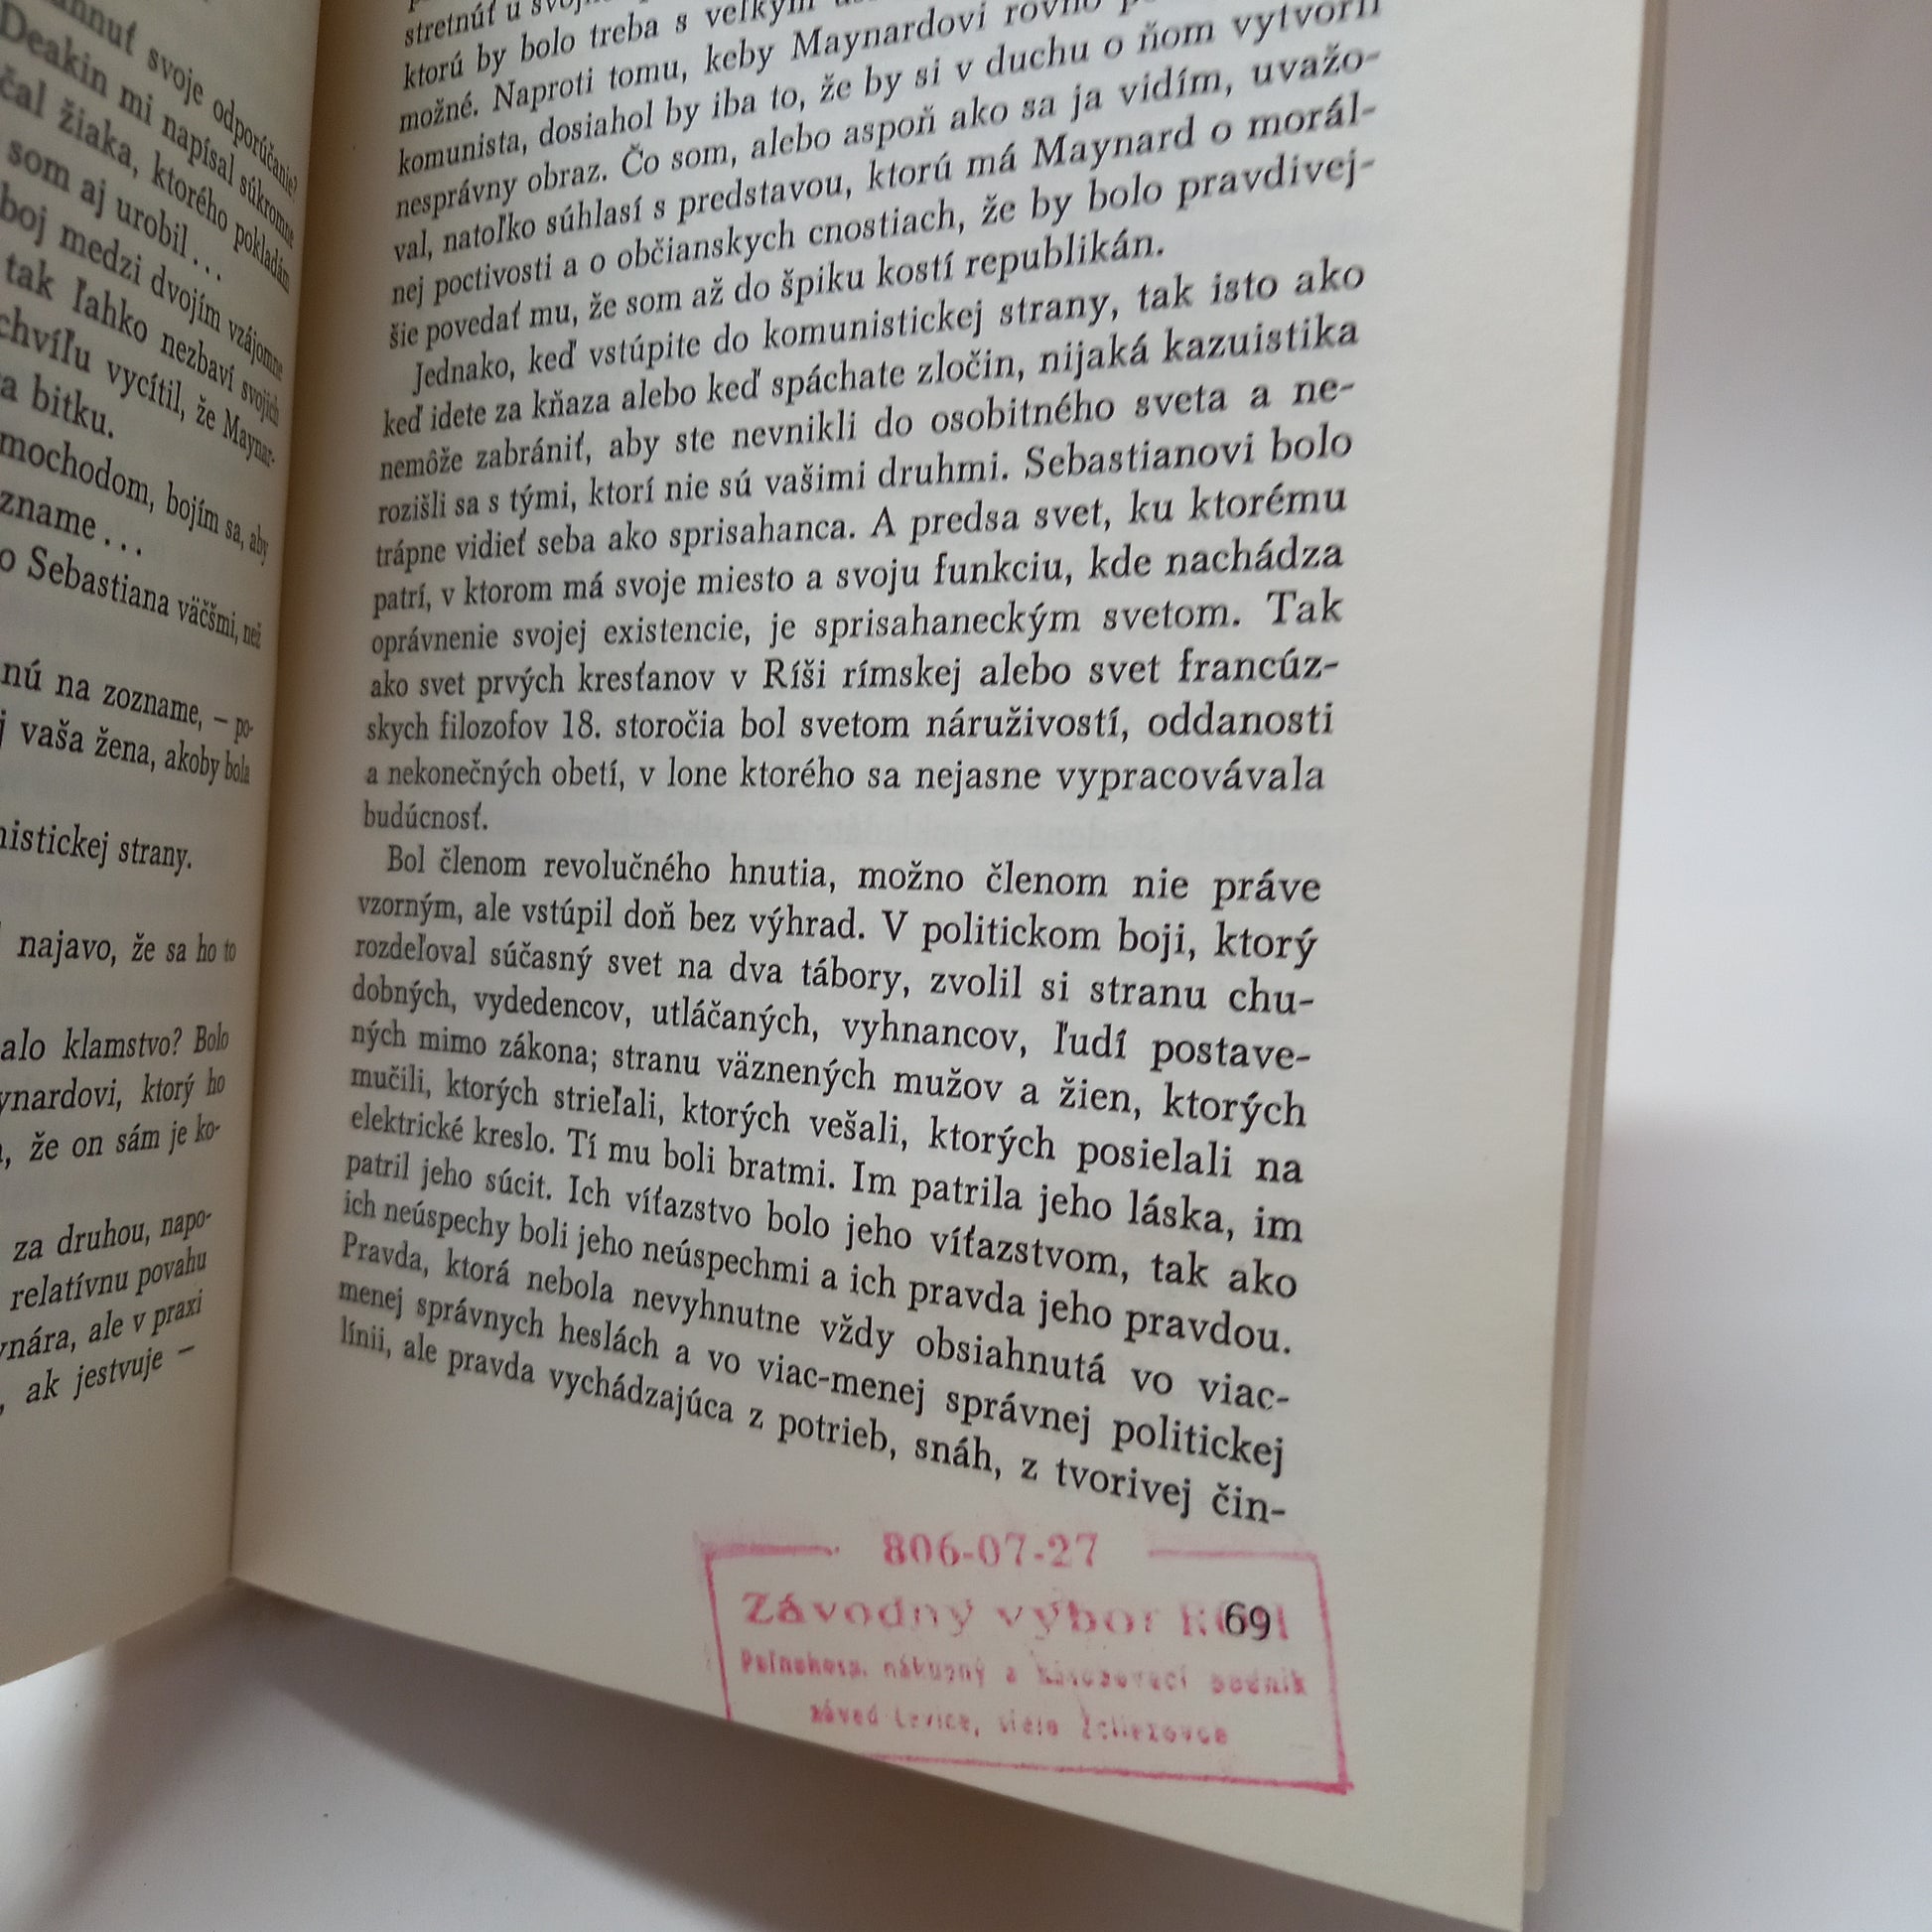 svoje odporúčanie?
Deakin mi napísal súkromne
žiaka, ktorého pokladám
som aj urobil...
boj medzi dvojím vzájomne
tak ľahko nezbaví svojich
chvíľu vycítil, že Maynar-
a bitku.
mochodom, bojím sa, aby
zname...
o Sebastiana väčšmi, než
nú na zozname, – po-
j vaša žena, akoby bola
nistickej strany.
najavo, že sa ho to
alo klamstvo? Bolo
ynardovi, ktorý ho
, že on sám je ko-
za druhou, napo-
relatívnu povahu
ynára, ale v praxi
, ak jestvuje –
stretnúť u
ktorú by bolo treba s veľkým
možné. Naproti tomu, keby Maynardovi rovno
komunista, dosiahol by iba to, že by si v duchu o ňom vytvoril
nesprávny obraz. Čo som, alebo aspoň ako sa ja vidím, uvažo-
val, natoľko súhlasí s predstavou, ktorú má Maynard o morál-
nej poctivosti a o občianskych cnostiach, že by bolo pravdivej-
šie povedať mu, že som až do špiku kostí republikán.
Jednako, keď vstúpite do komunistickej strany, tak isto ako
keď idete za kňaza alebo keď spáchate zločin, nijaká kazuistika
nemôže zabrániť, aby ste nevnikli do osobitného sveta a ne-
rozišli sa s tými, ktorí nie sú vašimi druhmi. Sebastianovi bolo
trápne vidieť seba ako sprisahanca. A predsa svet, ku ktorému
patrí, v ktorom má svoje miesto a svoju funkciu, kde nachádza
oprávnenie svojej existencie, je sprisahaneckým svetom. Tak
ako svet prvých kresťanov v Ríši rímskej alebo svet francúz-
skych filozofov 18. storočia bol svetom náruživostí, oddanosti
a nekonečných obetí, v lone ktorého sa nejasne vypracovávala
budúcnosť.
Bol členom revolučného hnutia, možno členom nie práve
vzorným, ale vstúpil doň bez výhrad. V politickom boji, ktorý
rozdeľoval súčasný svet na dva tábory, zvolil si stranu chu-
dobných, vydedencov, utláčaných, vyhnancov, ľudí postave-
ných mimo zákona; stranu väznených mužov a žien, ktorých
mučili, ktorých strieľali, ktorých vešali, ktorých posielali na
elektrické kreslo. Tí mu boli bratmi. Im patrila jeho láska, im
patril jeho súcit. Ich víťazstvo bolo jeho víťazstvom, tak ako
ich neúspechy boli jeho neúspechmi a ich pravda jeho pravdou.
Pravda, ktorá nebola nevyhnutne vždy obsiahnutá vo viac-
menej správnych heslách a vo viac-menej správnej politickej
línii, ale pravda vychádzajúca z potrieb, snáh, z tvorivej čin-
806-07-27
Závodný výbor
69
Poľnohosp. nákupný a zásobovací podnik
závod Levice, Želiezovce